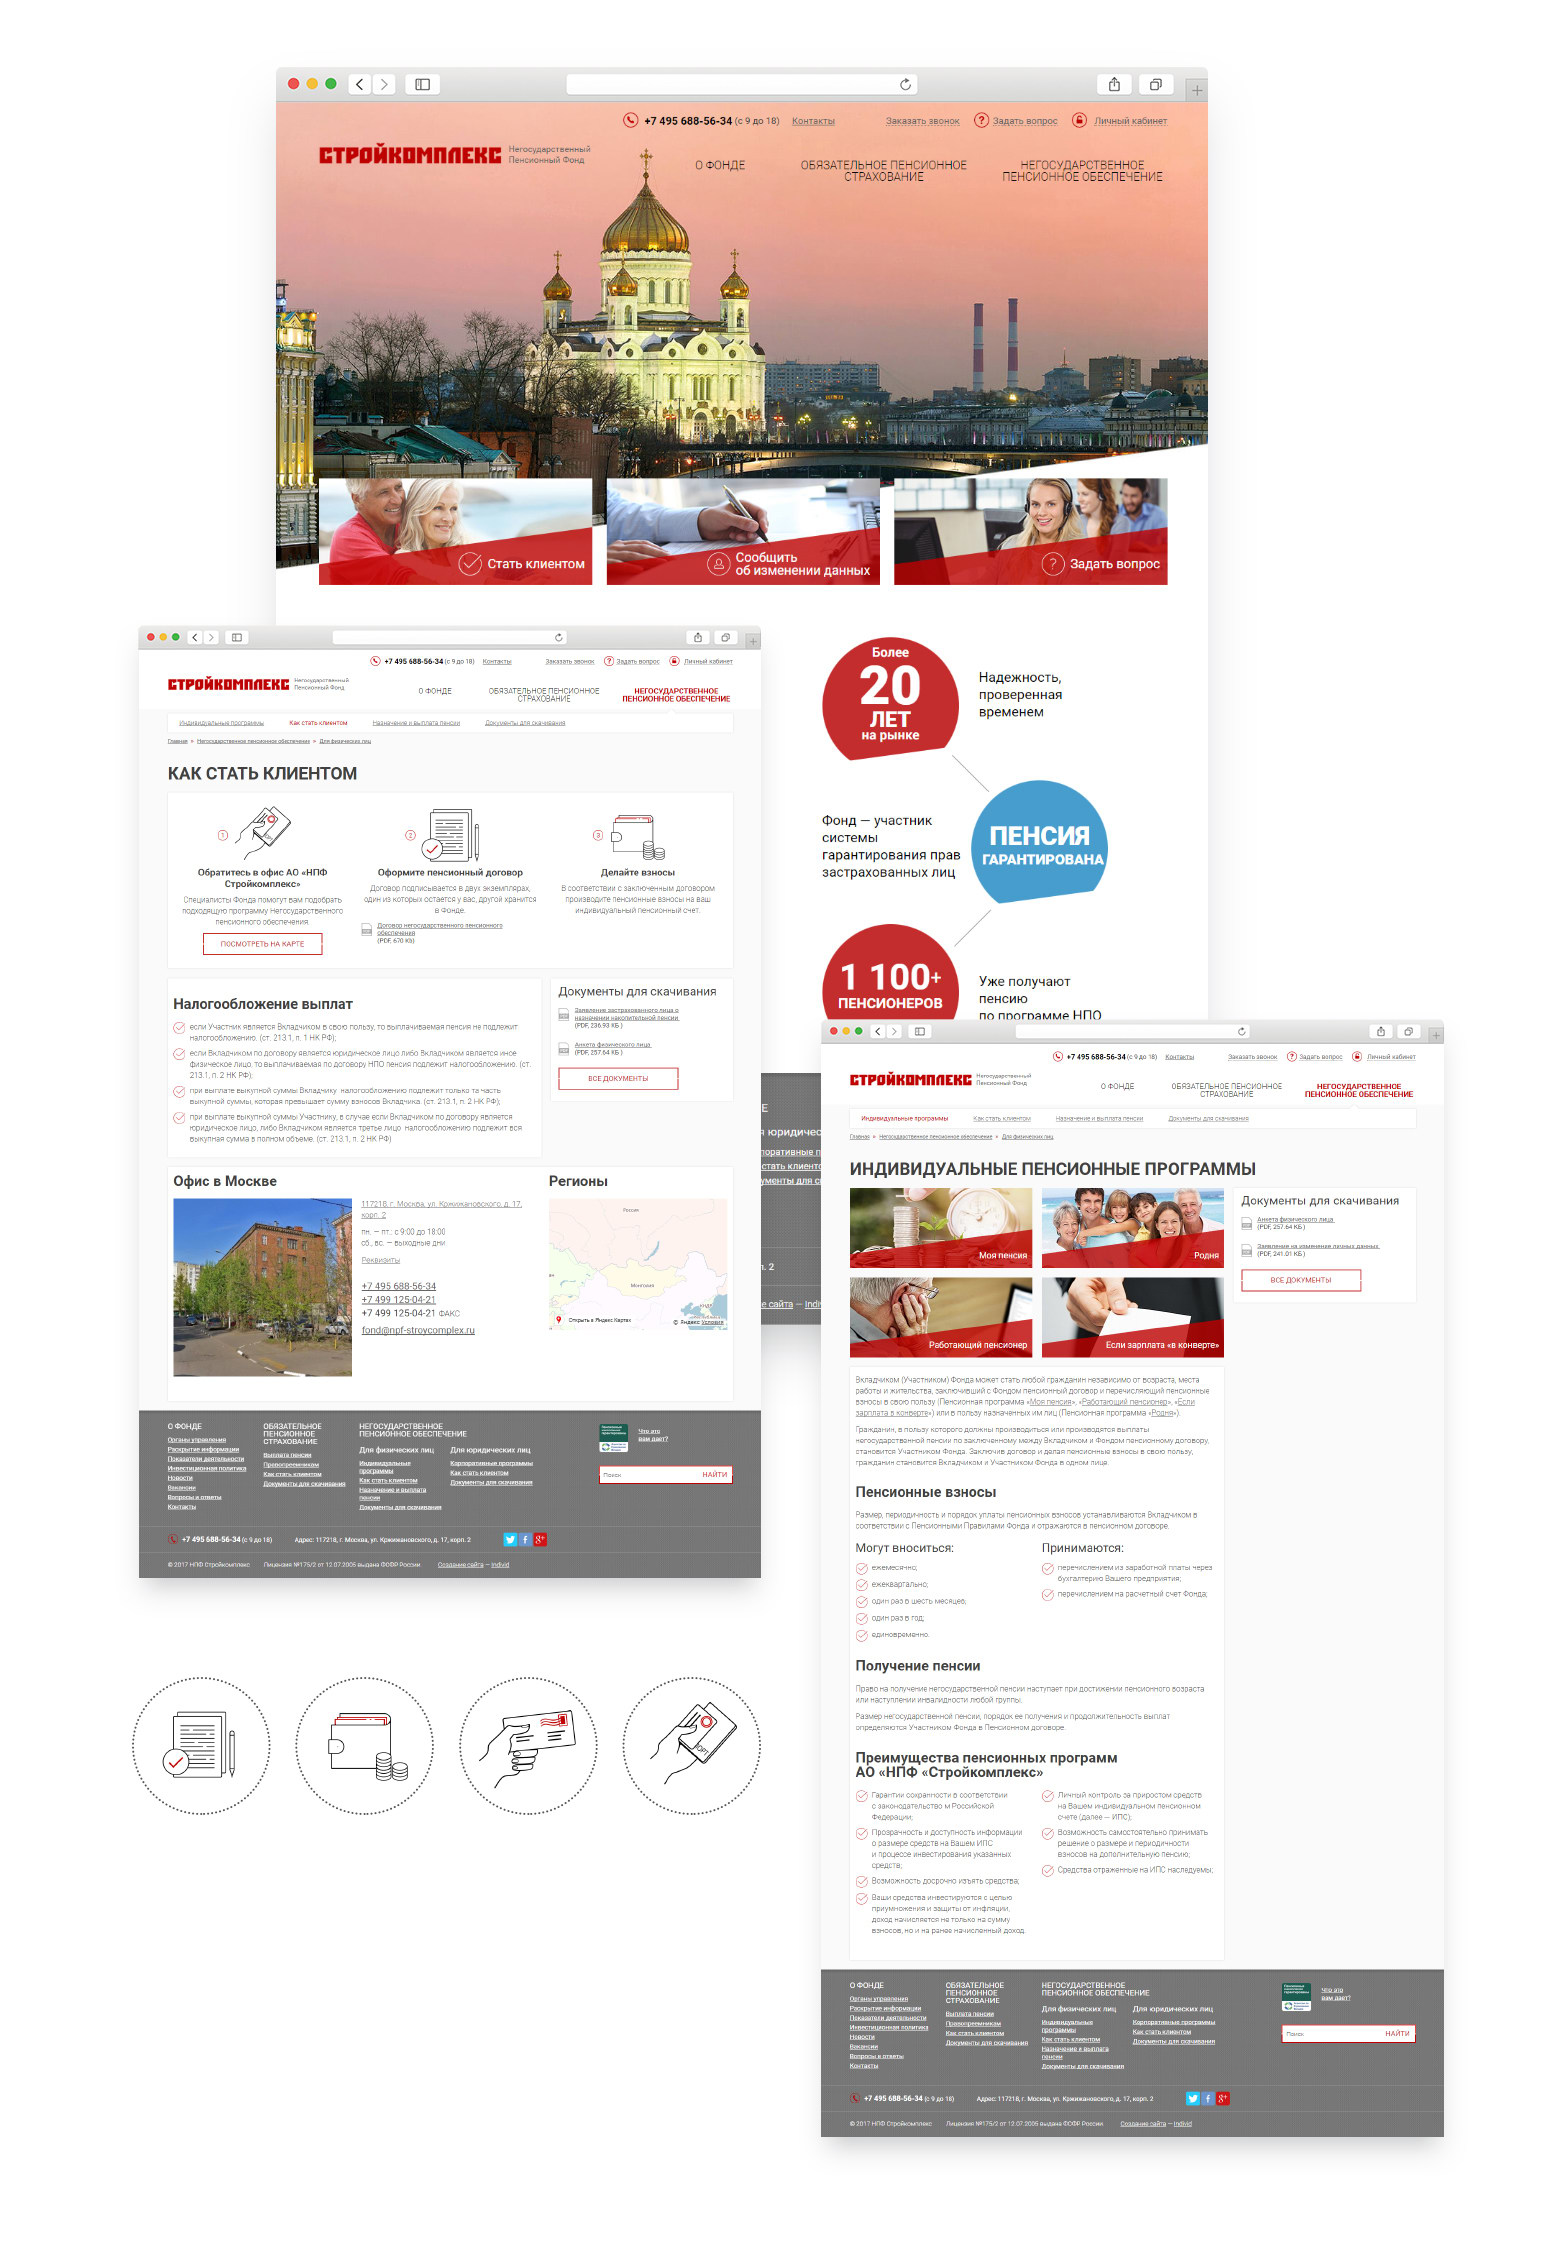 +7 495 688-56-34 (с 9 до 18) Контакты Заказать звонок Задать вопрос Личный кабинет
СТРОЙКОМПЛЕКС Негосударственный
Пенсионный Фонд
О ФОНДЕ
ОБЯЗАТЕЛЬНОЕ ПЕНСИОННОЕ
СТРАХОВАНИЕ
НЕГОСУДАРСТВЕННОЕ
ПЕНСИОННОЕ ОБЕСПЕЧЕНИЕ
Стать клиентом
Сообщить
об изменении данных
Задать вопрос
Более
20
ЛЕТ
на рынке
Надежность,
проверенная
временем
Фонд — участник
системы
гарантирования прав
застрахованных лиц
ПЕНСИЯ
ГАРАНТИРОВАНА
1 100+
ПЕНСИОНЕРОВ
Уже получают
пенсию
по программе НПО
+7 495 688-56-34 (с 9 до 18) Контакты Заказать звонок Задать вопрос Личный кабинет
СТРОЙКОМПЛЕКС Негосударственный
Пенсионный Фонд
О ФОНДЕ
ОБЯЗАТЕЛЬНОЕ ПЕНСИОННОЕ
СТРАХОВАНИЕ
НЕГОСУДАРСТВЕННОЕ
ПЕНСИОННОЕ ОБЕСПЕЧЕНИЕ
Индивидуальные программы Как стать клиентом Назначение и выплата пенсии Документы для скачивания
Главная » Негосударственное пенсионное обеспечение » Для физических лиц
КАК СТАТЬ КЛИЕНТОМ
1
Обратитесь в офис АО «НПФ
Стройкомплекс»
Специалисты Фонда помогут вам подобрать
подходящую программу Негосударственного
пенсионного обеспечения.
ПОСМОТРЕТЬ НА КАРТЕ
2
Оформите пенсионный договор
Договор подписывается в двух экземплярах,
один из которых остается у вас, другой хранится
в Фонде.
Договор негосударственного пенсионного
обеспечения
(PDF, 670 Kb)
3
Делайте взносы
В соответствии с заключенным договором
производите пенсионные взносы на ваш
индивидуальный пенсионный счет.
Налогообложение выплат
если Участник является Вкладчиком в свою пользу, то выплачиваемая пенсия не подлежит
налогообложению. (ст. 213.1, п. 1 НК РФ);
если Вкладчиком по договору является юридическое лицо либо Вкладчиком является иное
физическое лицо, то выплачиваемая по договору НПО пенсия подлежит налогообложению. (ст.
213.1, п. 2 НК РФ);
при выплате выкупной суммы Вкладчику налогообложению подлежит только та часть
выкупной суммы, которая превышает сумму взносов Вкладчика. (ст. 213.1, п. 2 НК РФ);
при выплате выкупной суммы Участнику, в случае если Вкладчиком по договору является
юридическое лицо, либо Вкладчиком является третье лицо налогообложению подлежит вся
выкупная сумма в полном объеме. (ст. 213.1, п. 2 НК РФ)
Документы для скачивания
Заявление застрахованного лица о
назначении накопительной пенсии
(PDF, 236.93 КБ )
Анкета физического лица
(PDF, 257.64 КБ )
ВСЕ ДОКУМЕНТЫ
Офис в Москве
117218, г. Москва, ул. Кржижановского, д. 17,
корп. 2
пн. — пт.: с 9:00 до 18:00
сб., вс. — выходные дни
Реквизиты
+7 495 688-56-34
+7 499 125-04-21
+7 499 125-04-21 ФАКС
fond@npf-stroycomplex.ru
Регионы
Россия
Монголия
Открыть в Яндекс.Картах
© Яндекс Условия
О ФОНДЕ
Органы управления
Раскрытие информации
Показатели деятельности
Инвестиционная политика
Новости
Вакансии
Вопросы и ответы
Контакты
ОБЯЗАТЕЛЬНОЕ
ПЕНСИОННОЕ
СТРАХОВАНИЕ
Выплата пенсии
Правопреемникам
Как стать клиентом
Документы для скачивания
НЕГОСУДАРСТВЕННОЕ
ПЕНСИОННОЕ ОБЕСПЕЧЕНИЕ
Для физических лиц
Индивидуальные
программы
Как стать клиентом
Назначение и выплата
пенсии
Документы для скачивания
Для юридических лиц
Корпоративные программы
Как стать клиентом
Документы для скачивания
Что это
вам дает?
Поиск НАЙТИ
+7 495 688-56-34 (с 9 до 18) Адрес: 117218, г. Москва, ул. Кржижановского, д. 17, корп. 2
© 2017 НПФ Стройкомплекс Лицензия №175/2 от 12.07.2005 выдана ФСФР России Создание сайта — Individ
Е
я юридичес
поративные п
стать клиенто
ументы для с
п. 2
е сайта — Indiv
+7 495 688-56-34 (с 9 до 18) Контакты Заказать звонок Задать вопрос Личный кабинет
СТРОЙКОМПЛЕКС Негосударственный
Пенсионный Фонд
О ФОНДЕ
ОБЯЗАТЕЛЬНОЕ ПЕНСИОННОЕ
СТРАХОВАНИЕ
НЕГОСУДАРСТВЕННОЕ
ПЕНСИОННОЕ ОБЕСПЕЧЕНИЕ
Индивидуальные программы Как стать клиентом Назначение и выплата пенсии Документы для скачивания
Главная » Негосударственное пенсионное обеспечение » Для физических лиц
ИНДИВИДУАЛЬНЫЕ ПЕНСИОННЫЕ ПРОГРАММЫ
Моя пенсия
Родня
Работающий пенсионер
Если зарплата «в конверте»
Документы для скачивания
Анкета физического лица
(PDF, 257.64 КБ )
Заявление на изменение личных данных
(PDF, 241.01 КБ )
ВСЕ ДОКУМЕНТЫ
Вкладчиком (Участником) Фонда может стать любой гражданин независимо от возраста, места
работы и жительства, заключивший с Фондом пенсионный договор и перечисляющий пенсионные
взносы в свою пользу (Пенсионная программа «Моя пенсия», «Работающий пенсионер», «Если
зарплата в конверте») или в пользу назначенных им лиц (Пенсионная программа «Родня»).
Гражданин, в пользу которого должны производиться или производятся выплаты
негосударственной пенсии по заключенному между Вкладчиком и Фондом пенсионному договору,
становится Участником Фонда. Заключив договор и делая пенсионные взносы в свою пользу,
гражданин становится Вкладчиком и Участником Фонда в одном лице.
Пенсионные взносы
Размер, периодичность и порядок уплаты пенсионных взносов устанавливаются Вкладчиком в
соответствии с Пенсионными Правилами Фонда и отражаются в пенсионном договоре.
Могут вноситься:
ежемесячно;
ежеквартально;
один раз в шесть месяцев;
один раз в год;
единовременно.
Принимаются:
перечислением из заработной платы через
бухгалтерию Вашего предприятия;
перечислением на расчетный счет Фонда;
Получение пенсии
Право на получение негосударственной пенсии наступает при достижении пенсионного возраста
или наступлении инвалидности любой группы.
Размер негосударственной пенсии, порядок ее получения и продолжительность выплат
определяются Участником Фонда в Пенсионном договоре.
Преимущества пенсионных программ
АО «НПФ «Стройкомплекс»
Гарантии сохранности в соответствии
с законодательство м Российской
Федерации;
Прозрачность и доступность информации
о размере средств на Вашем ИПС
и процессе инвестирования указанных
средств;
Возможность досрочно изъять средства;
Ваши средства инвестируются с целью
приумножения и защиты от инфляции,
доход начисляется не только на сумму
взносов, но и на ранее начисленный доход.
Личный контроль за приростом средств
на Вашем индивидуальном пенсионном
счете (далее — ИПС);
Возможность самостоятельно принимать
решение о размере и периодичности
взносов на дополнительную пенсию;
Средства отраженные на ИПС наследуемы;
О ФОНДЕ
Органы управления
Раскрытие информации
Показатели деятельности
Инвестиционная политика
Новости
Вакансии
Вопросы и ответы
Контакты
ОБЯЗАТЕЛЬНОЕ
ПЕНСИОННОЕ
СТРАХОВАНИЕ
Выплата пенсии
Правопреемникам
Как стать клиентом
Документы для скачивания
НЕГОСУДАРСТВЕННОЕ
ПЕНСИОННОЕ ОБЕСПЕЧЕНИЕ
Для физических лиц
Индивидуальные
программы
Как стать клиентом
Назначение и выплата
пенсии
Документы для скачивания
Для юридических лиц
Корпоративные программы
Как стать клиентом
Документы для скачивания
Что это
вам дает?
Поиск НАЙТИ
+7 495 688-56-34 (с 9 до 18) Адрес: 117218, г. Москва, ул. Кржижановского, д. 17, корп. 2
© 2017 НПФ Стройкомплекс Лицензия №175/2 от 12.07.2005 выдана ФСФР России Создание сайта — Individ